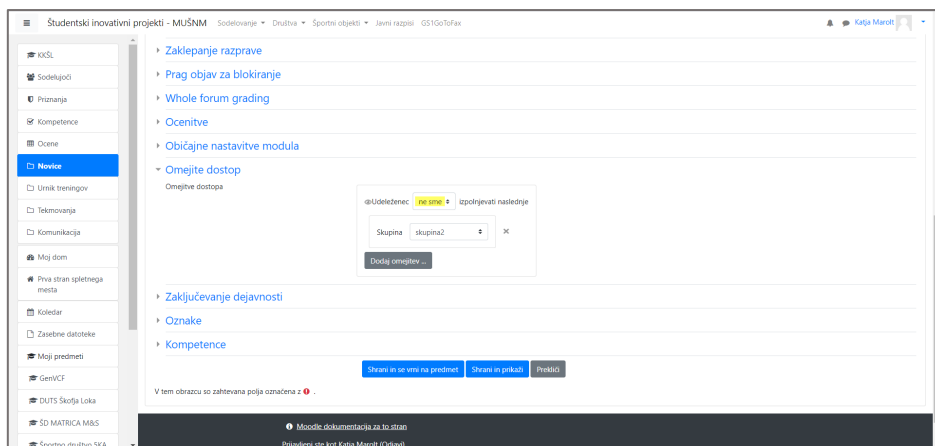 Študentski inovativni projekti - MUŠNM Sodelovanje Društva Športni objekti Javni razpisi GS1GoToFax Katja Marolt
KKŠL
Sodelujoči
Priznanja
Kompetence
Ocene
Novice
Urnik treningov
Tekmovanja
Komunikacija
Moj dom
Prva stran spletnega
mesta
Koledar
Zasebne datoteke
Moji predmeti
GenVCF
DUTS Škofja Loka
ŠD MATRICA M&S
Športno društvo 5KA
Zaklepanje razprave
Prag objav za blokiranje
Whole forum grading
Ocenitve
Običajne nastavitve modula
Omejite dostop
Omejitve dostopa
Udeleženec ne sme izpolnjevati naslednje
Skupina skupina2
Dodaj omejitev ...
Zaključevanje dejavnosti
Oznake
Kompetence
Shrani in se vrni na predmet Shrani in prikaži Prekliči
V tem obrazcu so zahtevana polja označena z .
Moodle dokumentacija za to stran
Prijavljeni ste kot Katja Marolt (Odjavi)